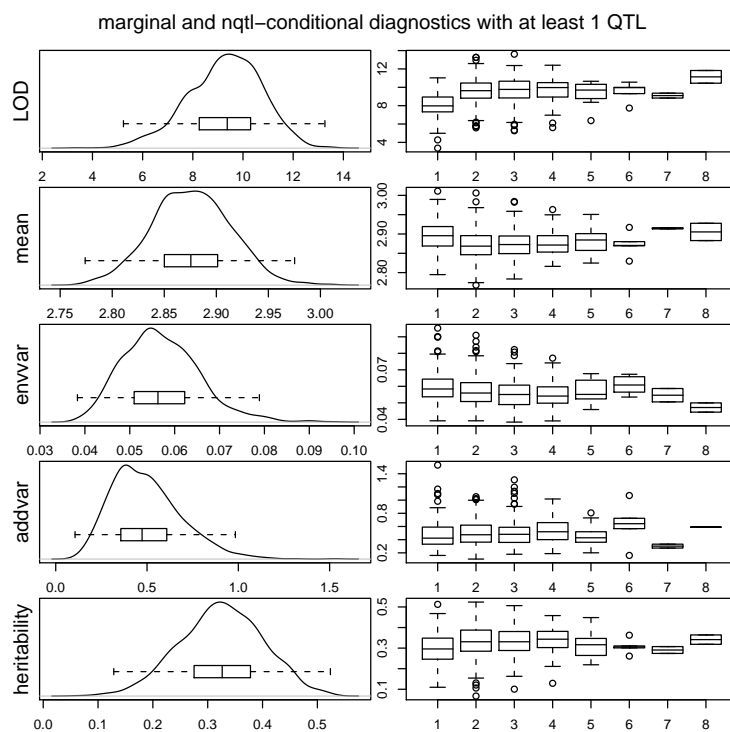 marginal and nqtl−conditional diagnostics with at least 1 QTL
LOD
2 4 6 8 10 12 14
4 8 12
1 2 3 4 5 6 7 8
mean
2.75 2.80 2.85 2.90 2.95 3.00
2.80 2.90 3.00
1 2 3 4 5 6 7 8
envvar
0.03 0.04 0.05 0.06 0.07 0.08 0.09 0.10
0.04 0.07
1 2 3 4 5 6 7 8
addvar
0.0 0.5 1.0 1.5
0.2 0.8 1.4
1 2 3 4 5 6 7 8
heritability
0.0 0.1 0.2 0.3 0.4 0.5
0.1 0.3 0.5
1 2 3 4 5 6 7 8